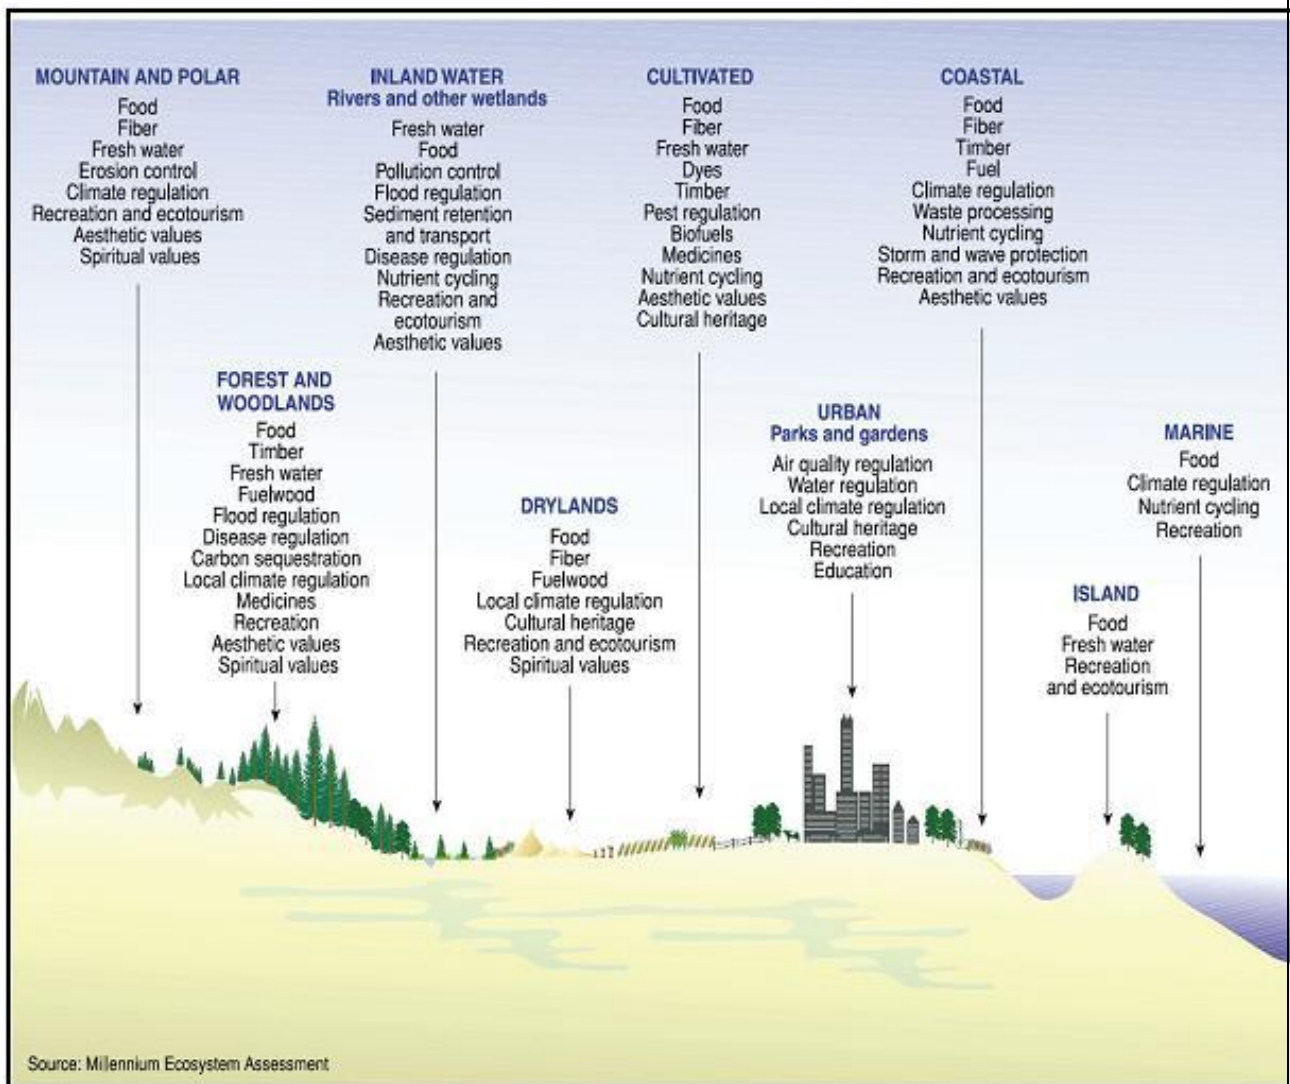 MOUNTAIN AND POLAR
Food
Fiber
Fresh water
Erosion control
Climate regulation
Recreation and ecotourism
Aesthetic values
Spiritual values
INLAND WATER
Rivers and other wetlands
Fresh water
Food
Pollution control
Flood regulation
Sediment retention
and transport
Disease regulation
Nutrient cycling
Recreation and
ecotourism
Aesthetic values
CULTIVATED
Food
Fiber
Fresh water
Dyes
Timber
Pest regulation
Biofuels
Medicines
Nutrient cycling
Aesthetic values
Cultural heritage
COASTAL
Food
Fiber
Timber
Fuel
Climate regulation
Waste processing
Nutrient cycling
Storm and wave protection
Recreation and ecotourism
Aesthetic values
FOREST AND
WOODLANDS
Food
Timber
Fresh water
Fuelwood
Flood regulation
Disease regulation
Carbon sequestration
Local climate regulation
Medicines
Recreation
Aesthetic values
Spiritual values
DRYLANDS
Food
Fiber
Fuelwood
Local climate regulation
Cultural heritage
Recreation and ecotourism
Spiritual values
URBAN
Parks and gardens
Air quality regulation
Water regulation
Local climate regulation
Cultural heritage
Recreation
Education
MARINE
Food
Climate regulation
Nutrient cycling
Recreation
ISLAND
Food
Fresh water
Recreation
and ecotourism
Source: Millennium Ecosystem Assessment